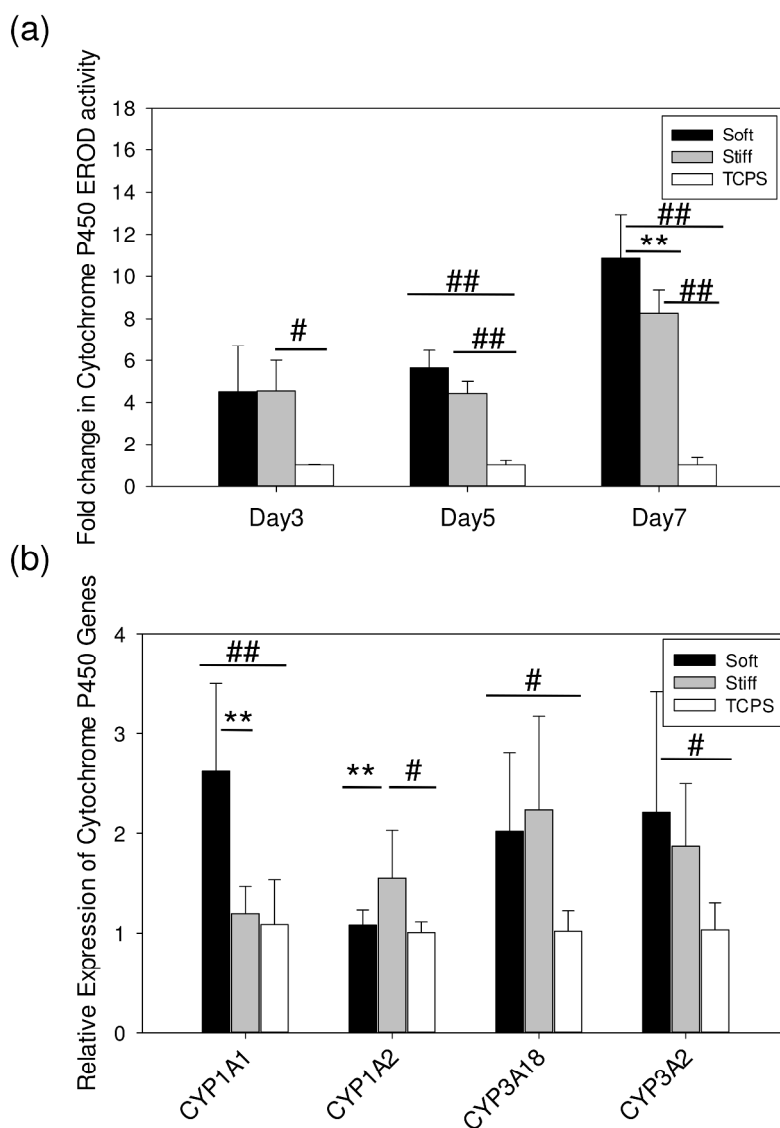 (a)
Fold change in Cytochrome P450 EROD activity
18
16
14
12
10
8
6
4
2
0
Soft
Stiff
TCPS
#
##
##
##
**
##
Day3
Day5
Day7
(b)
Relative Expression of Cytochrome P450 Genes
4
3
2
1
0
Soft
Stiff
TCPS
##
**
**
#
#
#
CYP1A1
CYP1A2
CYP3A18
CYP3A2